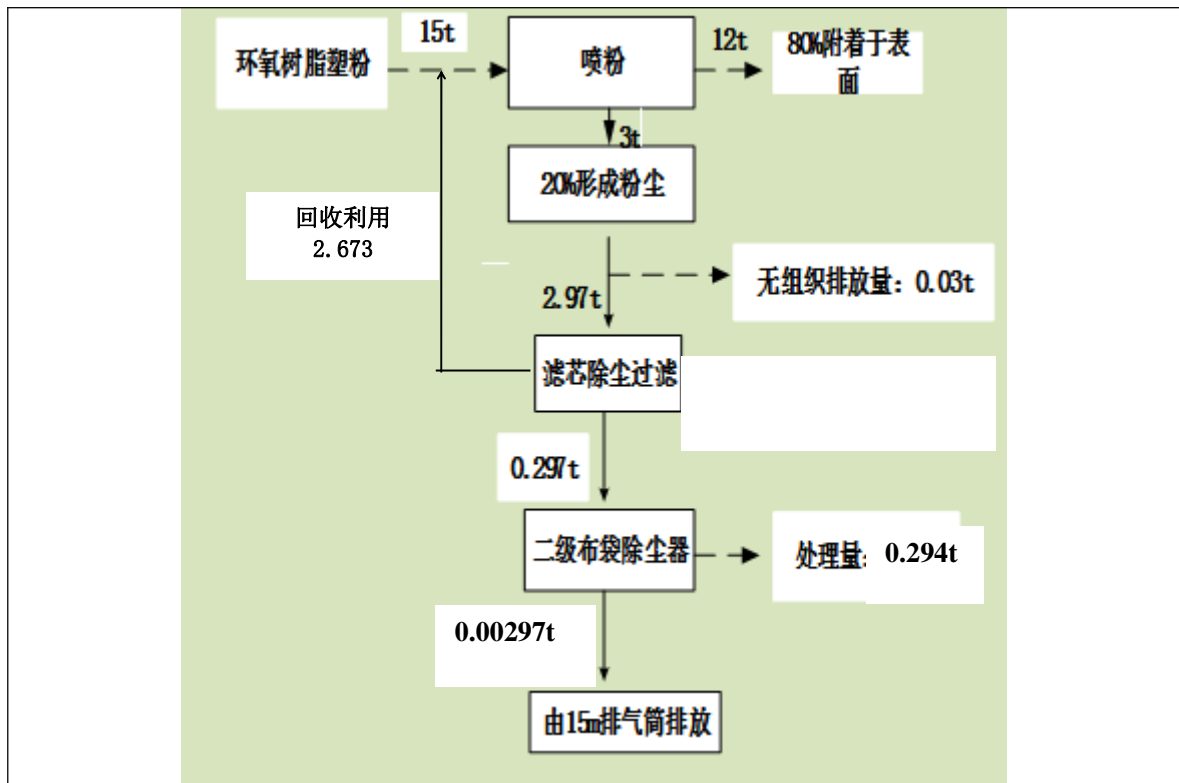 15t
12t
环氧树脂塑粉
喷粉
80%附着于表
面
3t
20%形成粉尘
回收利用
2.673
无组织排放量：0.03t
2.97t
滤芯除尘过滤
0.297t
二级布袋除尘器
处理量: 0.294t
0.00297t
由15m排气筒排放